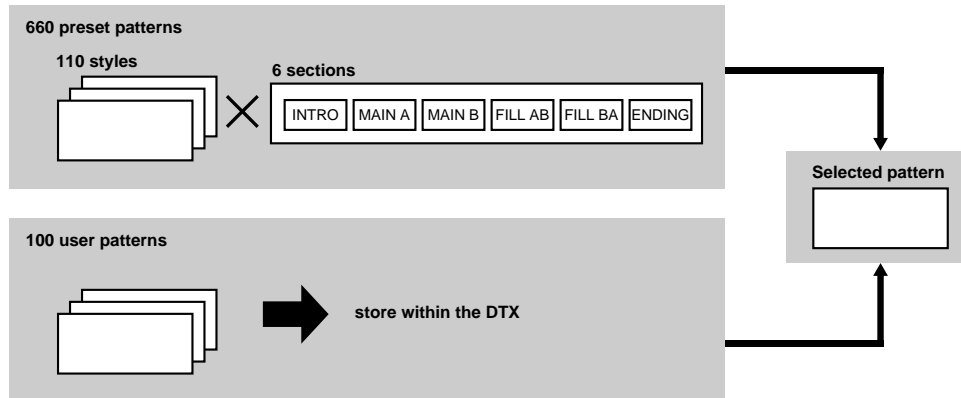 660 preset patterns
110 styles
6 sections
INTRO MAIN A MAIN B FILL AB FILL BA ENDING
Selected pattern
100 user patterns
store within the DTX